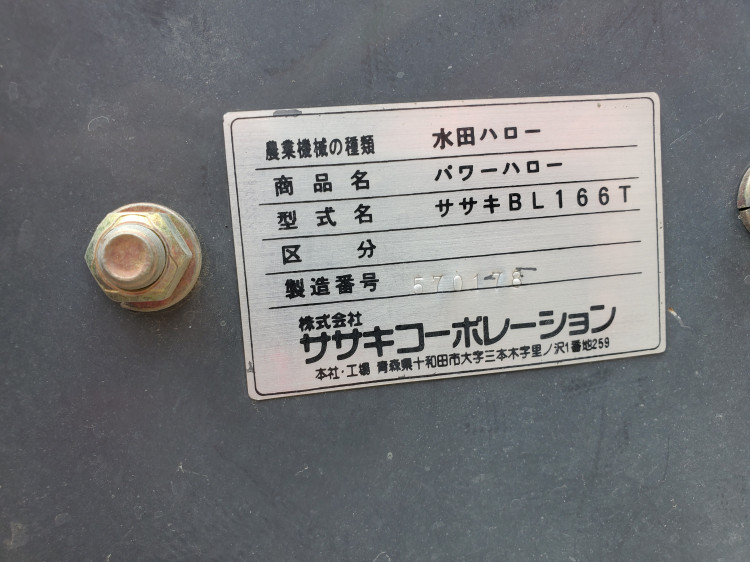 農業機械の種類 水田ハロー
商品名 パワーハロー
型式名 ササキBL166T
区分
製造番号 570178
株式会社
ササキコーポレーション
本社・工場 青森県十和田市大字三本木字里ノ沢1番地259